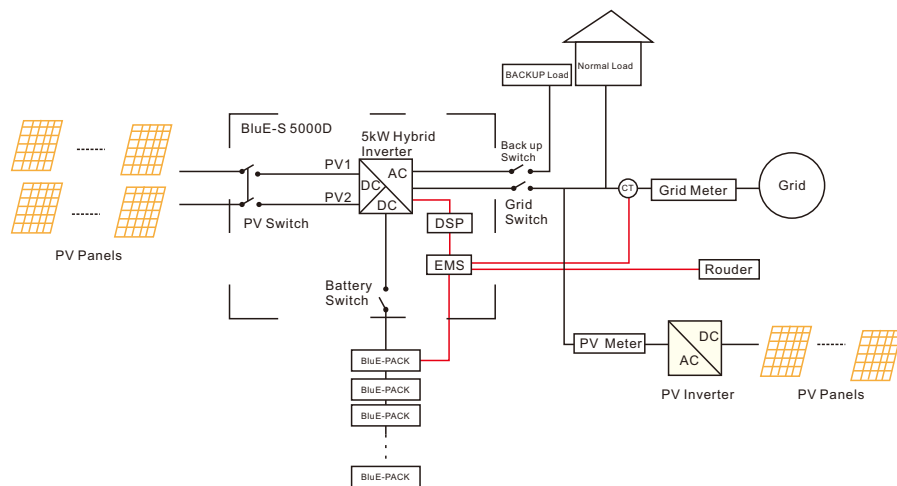 BACKUP Load
Normal Load
BluE-S 5000D
5kW Hybrid
Inverter
Back up
Switch
PV1
AC
DC
DC
PV2
PV Switch
Grid
Switch
CT
Grid Meter
Grid
PV Panels
DSP
EMS
Rouder
Battery
Switch
BluE-PACK
BluE-PACK
BluE-PACK
BluE-PACK
PV Meter
DC
AC
PV Inverter
PV Panels